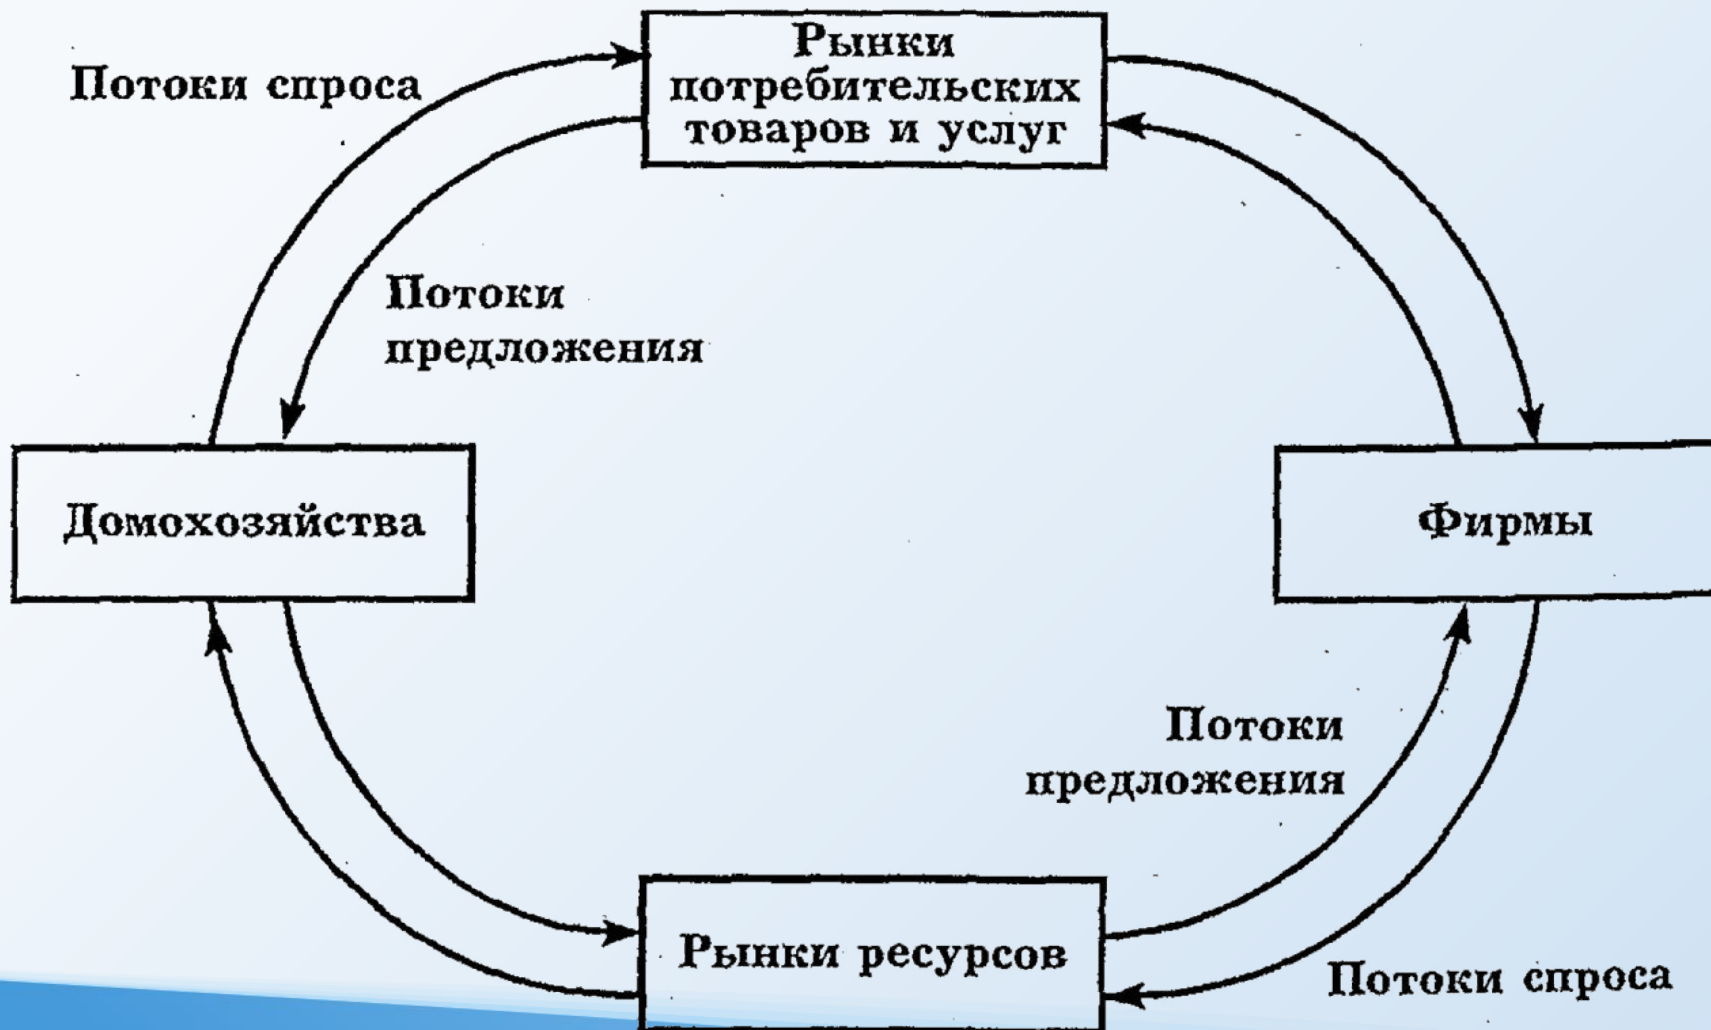 Рынки
потребительских
товаров и услуг
Потоки спроса
Потоки
предложения
Домохозяйства
Фирмы
Потоки
предложения
Рынки ресурсов
Потоки спроса